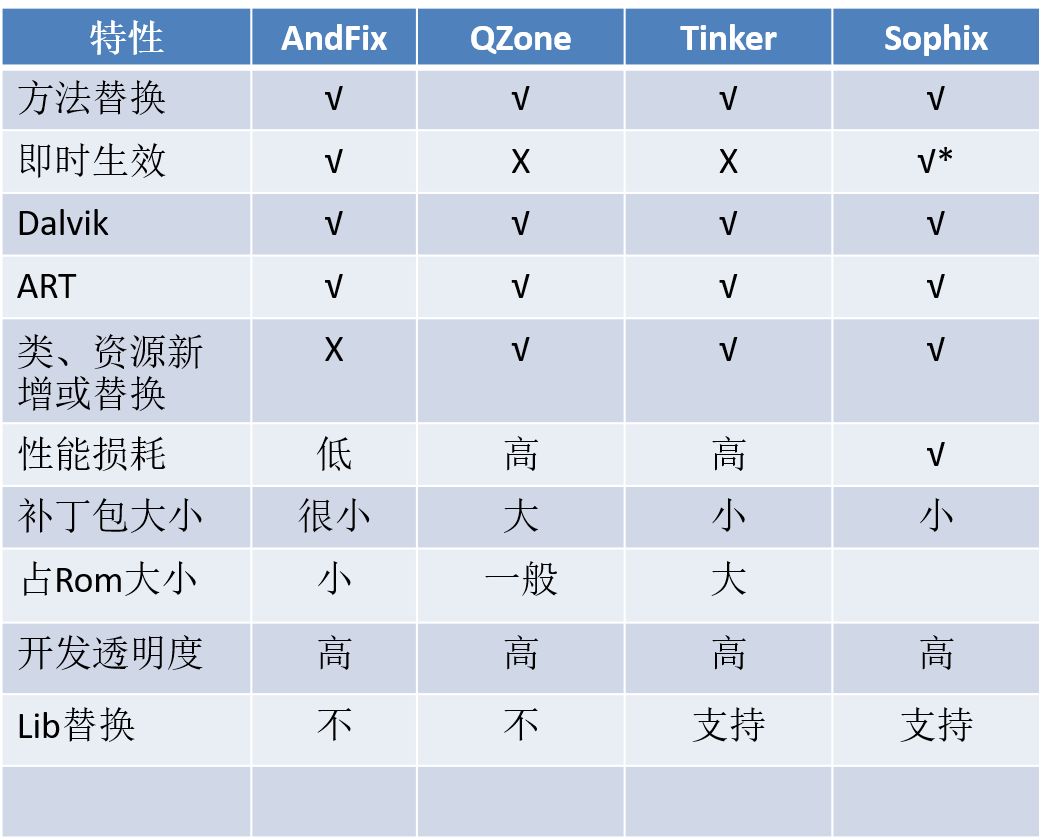 特性 AndFix QZone Tinker Sophix
方法替换 √ √ √ √
即时生效 √ X X √*
Dalvik √ √ √ √
ART √ √ √ √
类、资源新 X √ √ √
增或替换
性能损耗 低 高 高 √
补丁包大小 很小 大 小 小
占Rom大小 小 一般 大
开发透明度 高 高 高 高
Lib替换 不 不 支持 支持